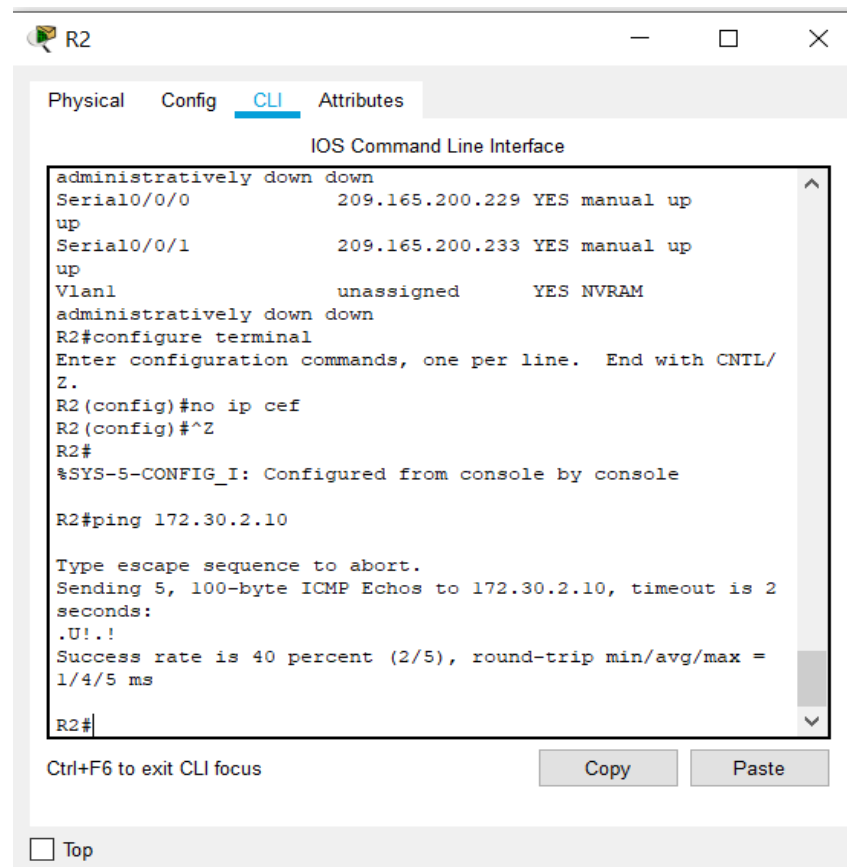 R2
Physical Config CLI Attributes
IOS Command Line Interface
administratively down down
Serial0/0/0 209.165.200.229 YES manual up
up
Serial0/0/1 209.165.200.233 YES manual up
up
Vlan1 unassigned YES NVRAM
administratively down down
R2#configure terminal
Enter configuration commands, one per line. End with CNTL/
Z.
R2(config)#no ip cef
R2(config)#^Z
R2#
%SYS-5-CONFIG_I: Configured from console by console
R2#ping 172.30.2.10
Type escape sequence to abort.
Sending 5, 100-byte ICMP Echos to 172.30.2.10, timeout is 2
seconds:
.U!.!
Success rate is 40 percent (2/5), round-trip min/avg/max =
1/4/5 ms
R2#
Ctrl+F6 to exit CLI focus
Copy
Paste
Top